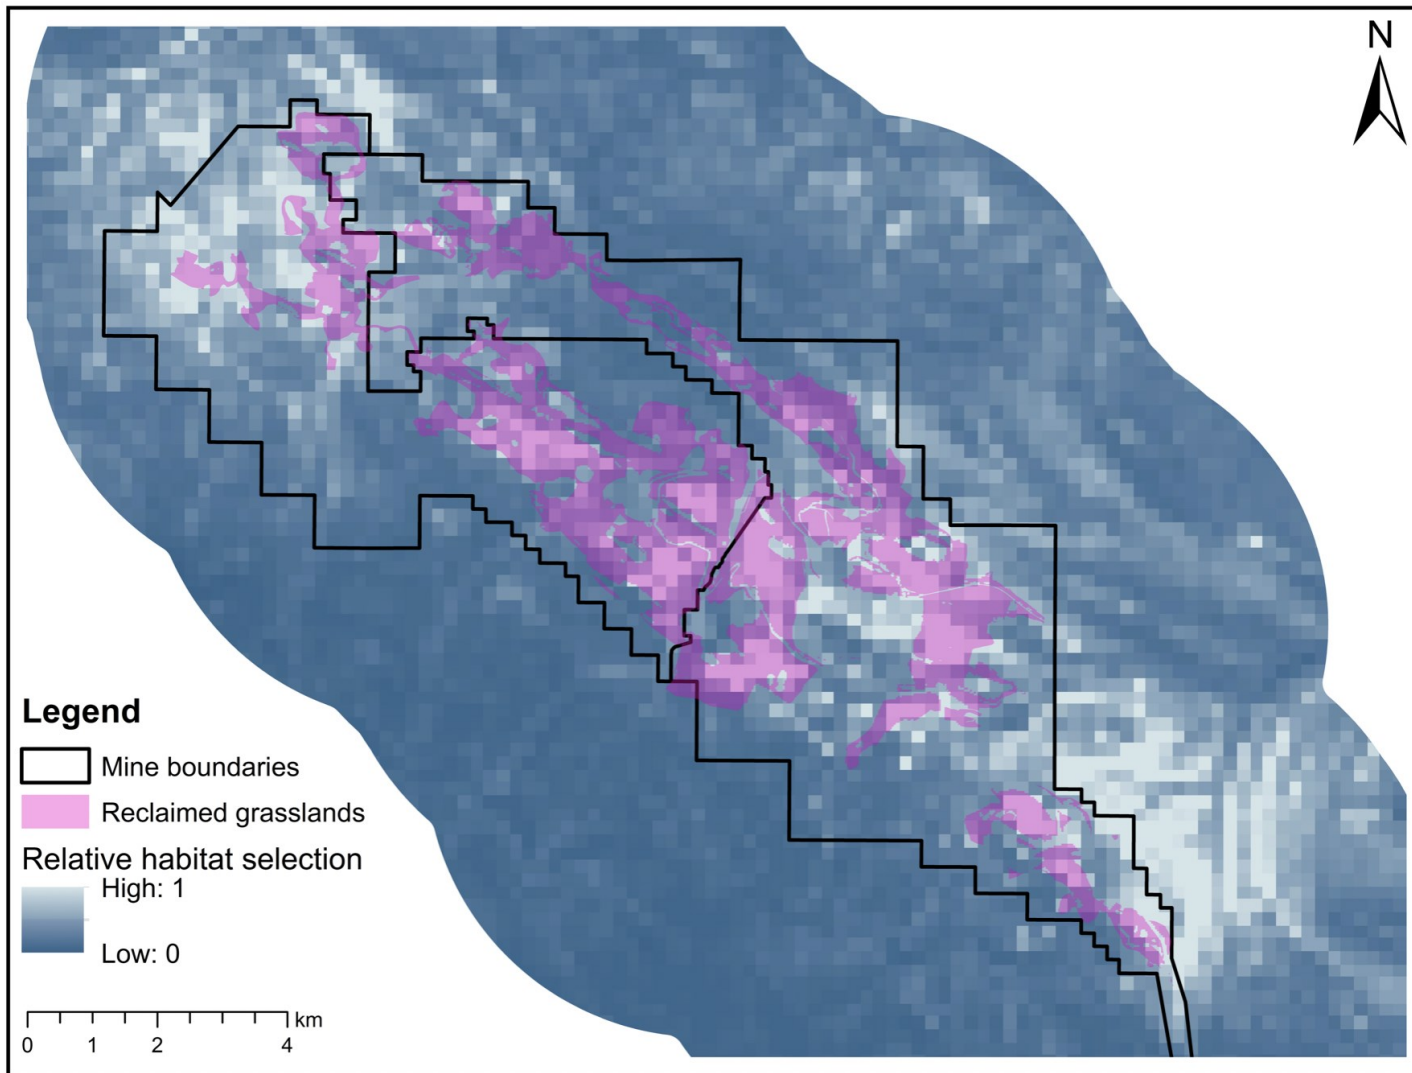 N
Legend
Mine boundaries
Reclaimed grasslands
Relative habitat selection
High: 1
Low: 0
km
0 1 2 4